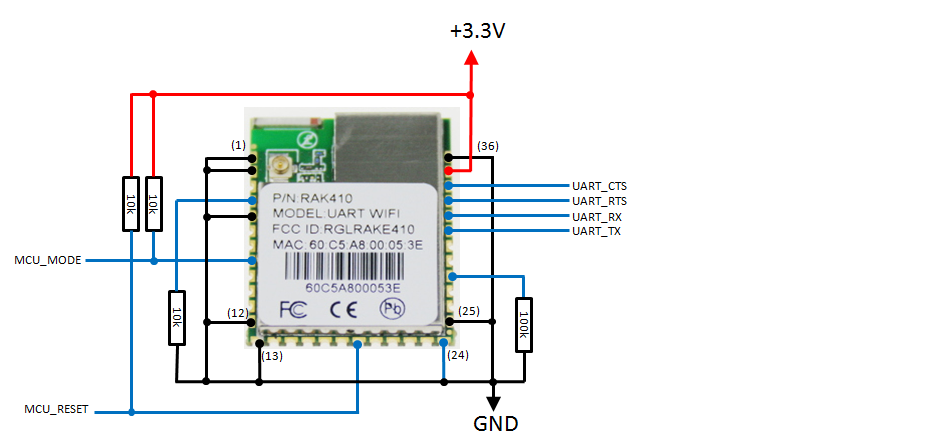 +3.3V
(1)
(36)
10k
10k
P/N:RAK410
MODEL:UART WIFI
FCC ID:RGLRAKE410
MAC:60:C5:A8:00:05:3E
60C5A800053E
FC CE Pb
UART_CTS
UART_RTS
UART_RX
UART_TX
MCU_MODE
10k
(12)
(25)
100k
(13)
(24)
MCU_RESET
GND